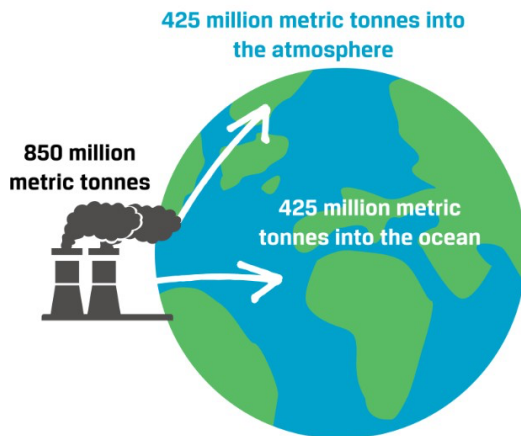 425 million metric tonnes into
the atmosphere
850 million
metric tonnes
425 million metric
tonnes into the ocean